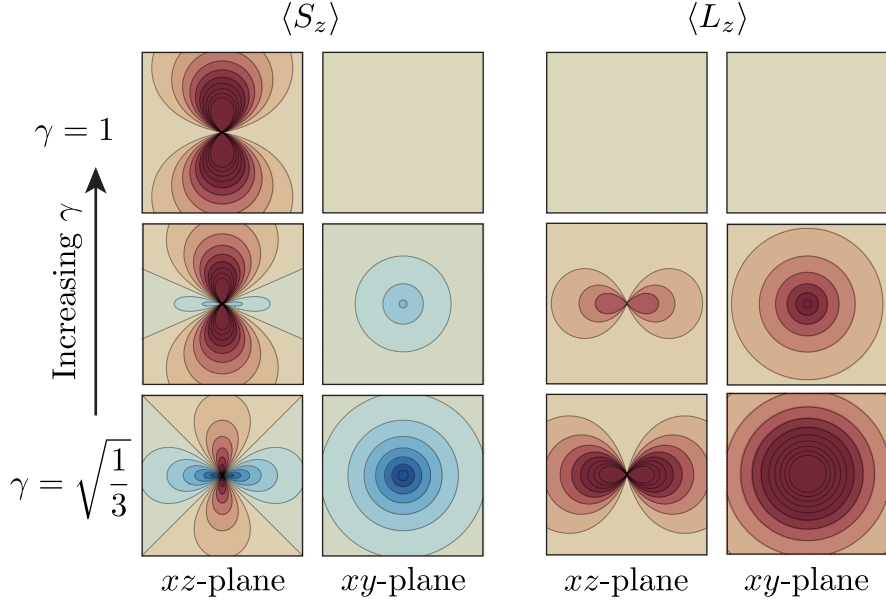 ⟨S_z⟩ ⟨L_z⟩
γ = 1
Increasing γ
γ = √(1/3)
xz-plane xy-plane xz-plane xy-plane